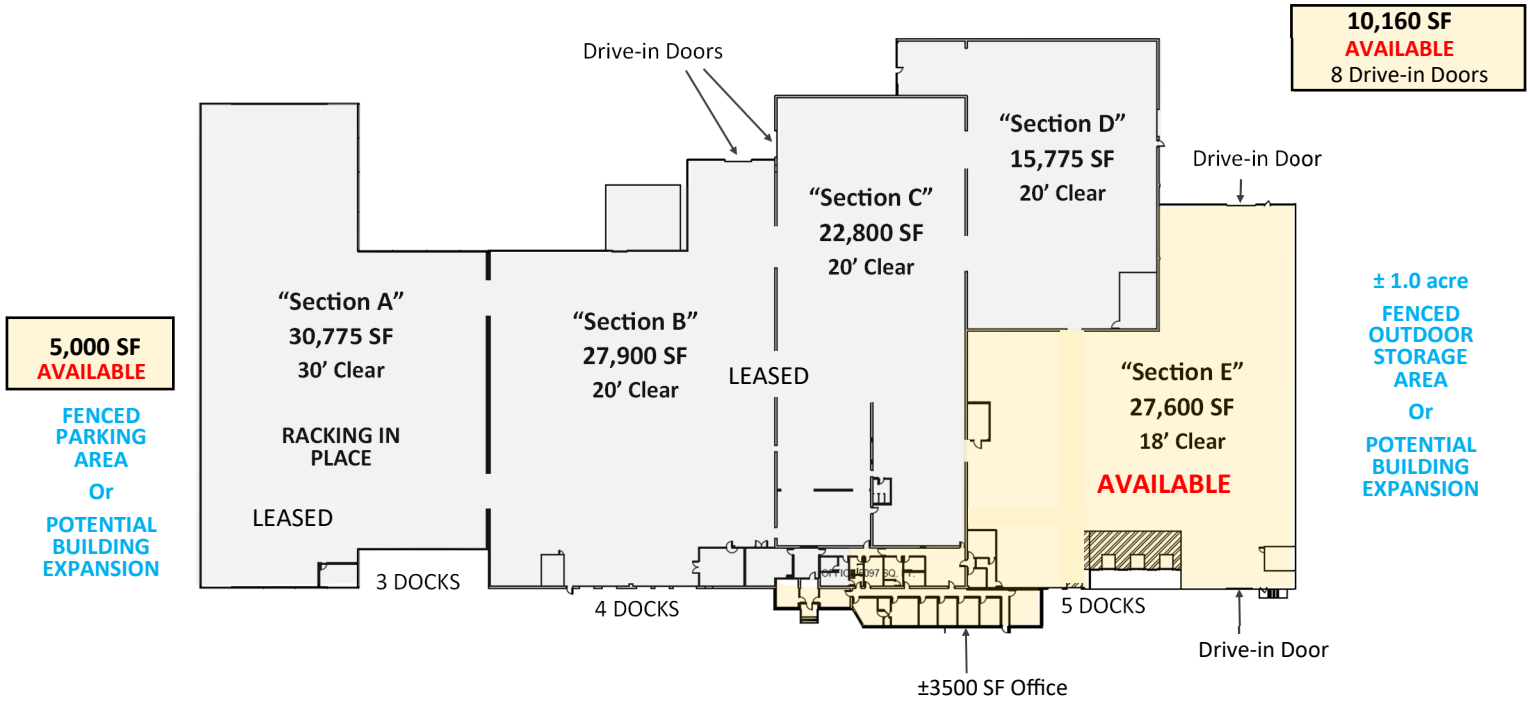 10,160 SF
AVAILABLE
8 Drive-in Doors
Drive-in Doors
“Section D”
15,775 SF
20’ Clear
Drive-in Door
“Section C”
22,800 SF
20’ Clear
“Section A”
30,775 SF
30’ Clear
RACKING IN
PLACE
LEASED
“Section B”
27,900 SF
20’ Clear
LEASED
5,000 SF
AVAILABLE
FENCED
PARKING
AREA
Or
POTENTIAL
BUILDING
EXPANSION
± 1.0 acre
FENCED
OUTDOOR
STORAGE
AREA
Or
POTENTIAL
BUILDING
EXPANSION
“Section E”
27,600 SF
18’ Clear
AVAILABLE
3 DOCKS
4 DOCKS
5 DOCKS
Drive-in Door
±3500 SF Office